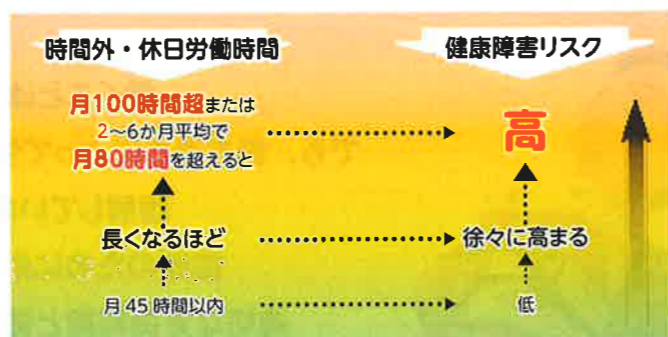 時間外・休日労働時間
健康障害リスク
月100時間超または
2〜6か月平均で
月80時間を超えると
高
長くなるほど
徐々に高まる
月45時間以内
低